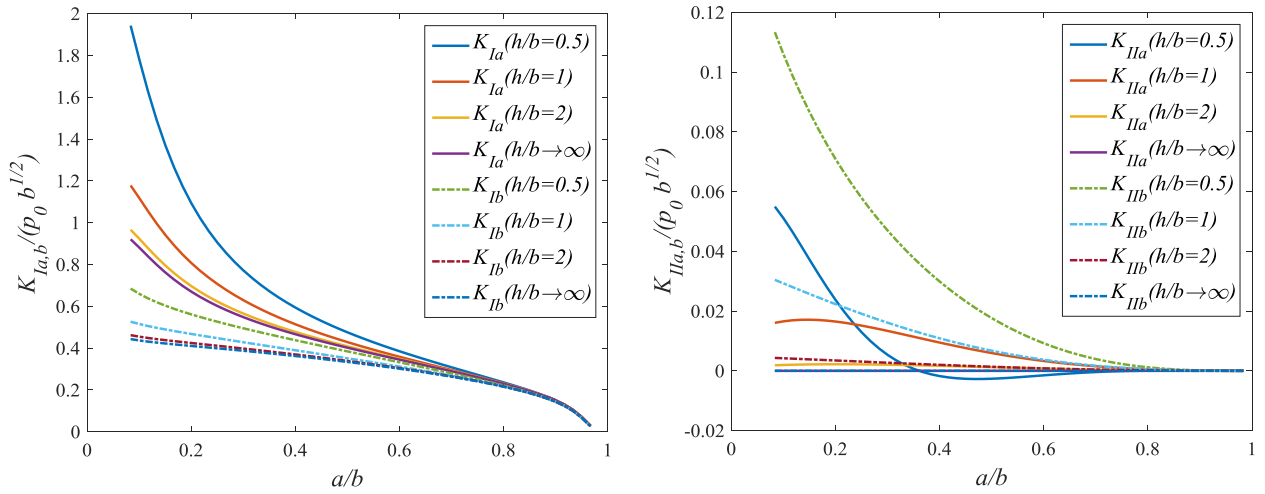 2
1.8
1.6
1.4
1.2
1
0.8
0.6
0.4
0.2
0
0 0.2 0.4 0.6 0.8 1
K_{Ia,b}/(p_0 b^{1/2})
a/b
K_{Ia}(h/b=0.5)
K_{Ia}(h/b=1)
K_{Ia}(h/b=2)
K_{Ia}(h/b→∞)
K_{Ib}(h/b=0.5)
K_{Ib}(h/b=1)
K_{Ib}(h/b=2)
K_{Ib}(h/b→∞)
0.12
0.1
0.08
0.06
0.04
0.02
0
-0.02
0 0.2 0.4 0.6 0.8 1
K_{IIa,b}/(p_0 b^{1/2})
a/b
K_{IIa}(h/b=0.5)
K_{IIa}(h/b=1)
K_{IIa}(h/b=2)
K_{IIa}(h/b→∞)
K_{IIb}(h/b=0.5)
K_{IIb}(h/b=1)
K_{IIb}(h/b=2)
K_{IIb}(h/b→∞)